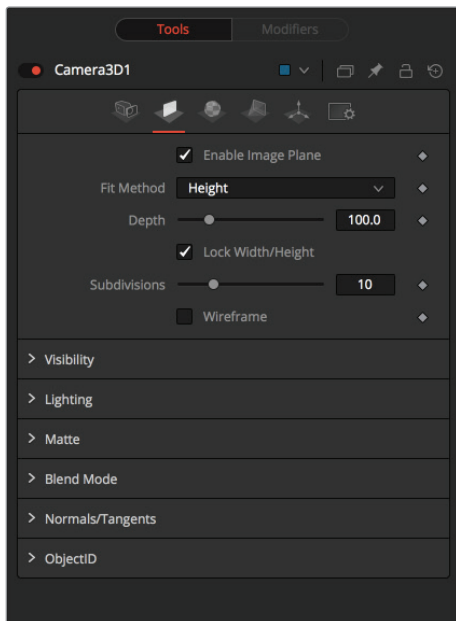 Tools Modifiers
Camera3D1
Enable Image Plane
Fit Method Height
Depth 100.0
Lock Width/Height
Subdivisions 10
Wireframe
Visibility
Lighting
Matte
Blend Mode
Normals/Tangents
ObjectID